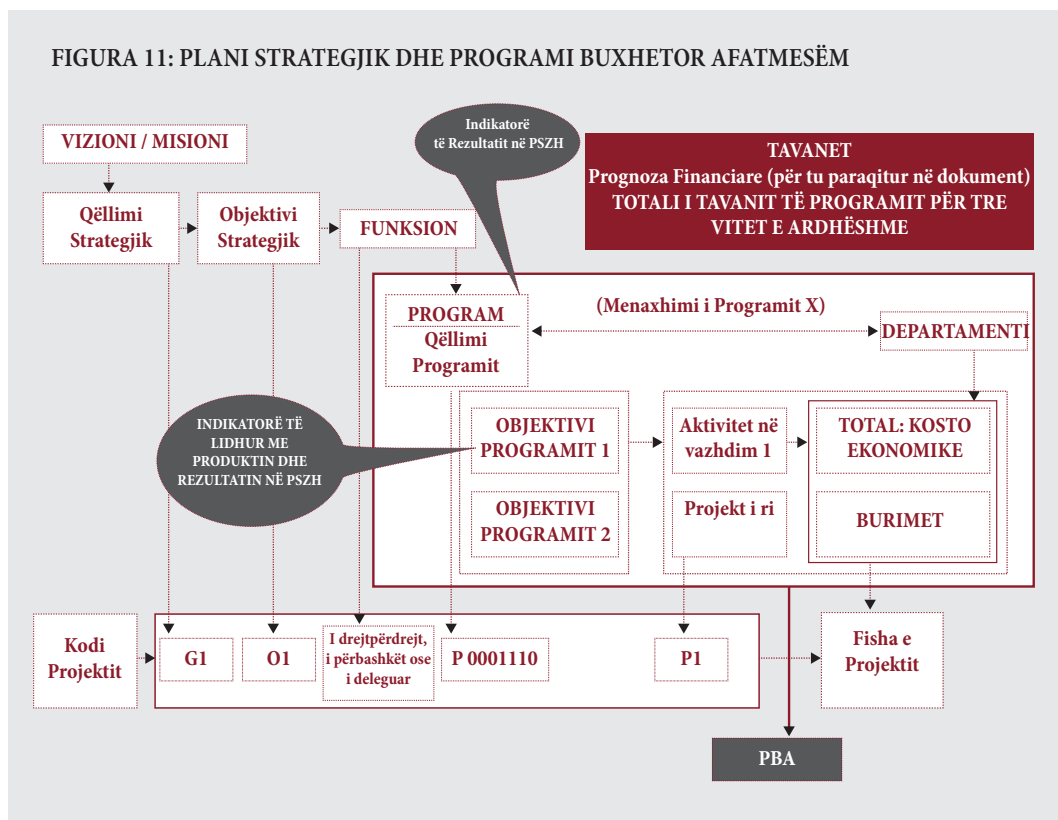 FIGURA 11: PLANI STRATEGJIK DHE PROGRAMI BUXHETOR AFATMESËM
Indikatorë
të Rezultatit në PSZH
VIZIONI / MISIONI
TAVANET
Prognoza Financiare (për tu paraqitur në dokument)
TOTALI I TAVANIT TË PROGRAMIT PËR TRE
VITET E ARDHËSHME
Qëllimi
Strategjik
Objektivi
Strategjik
FUNKSION
PROGRAM
Qëllimi
Programit
(Menaxhimi i Programit X)
DEPARTAMENTI
INDIKATORË TË
LIDHUR ME
PRODUKTIN DHE
REZULTATIN NË PSZH
OBJEKTIVI
PROGRAMIT 1
Aktivitet në
vazhdim 1
TOTAL: KOSTO
EKONOMIKE
OBJEKTIVI
PROGRAMIT 2
Projekt i ri
BURIMET
Kodi
Projektit
G1
O1
I drejtpërdrejt,
i përbashkët ose
i deleguar
P 0001110
P1
Fisha e
Projektit
PBA